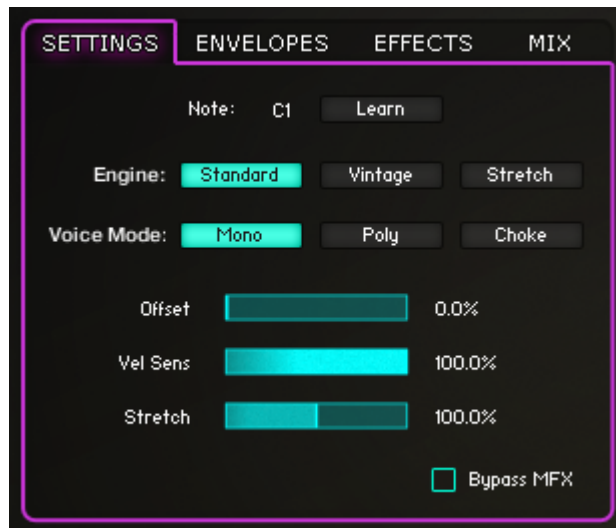 SETTINGS ENVELOPES EFFECTS MIX
Note: C1 Learn
Engine: Standard Vintage Stretch
Voice Mode: Mono Poly Choke
Offset 0.0%
Vel Sens 100.0%
Stretch 100.0%
Bypass MFX